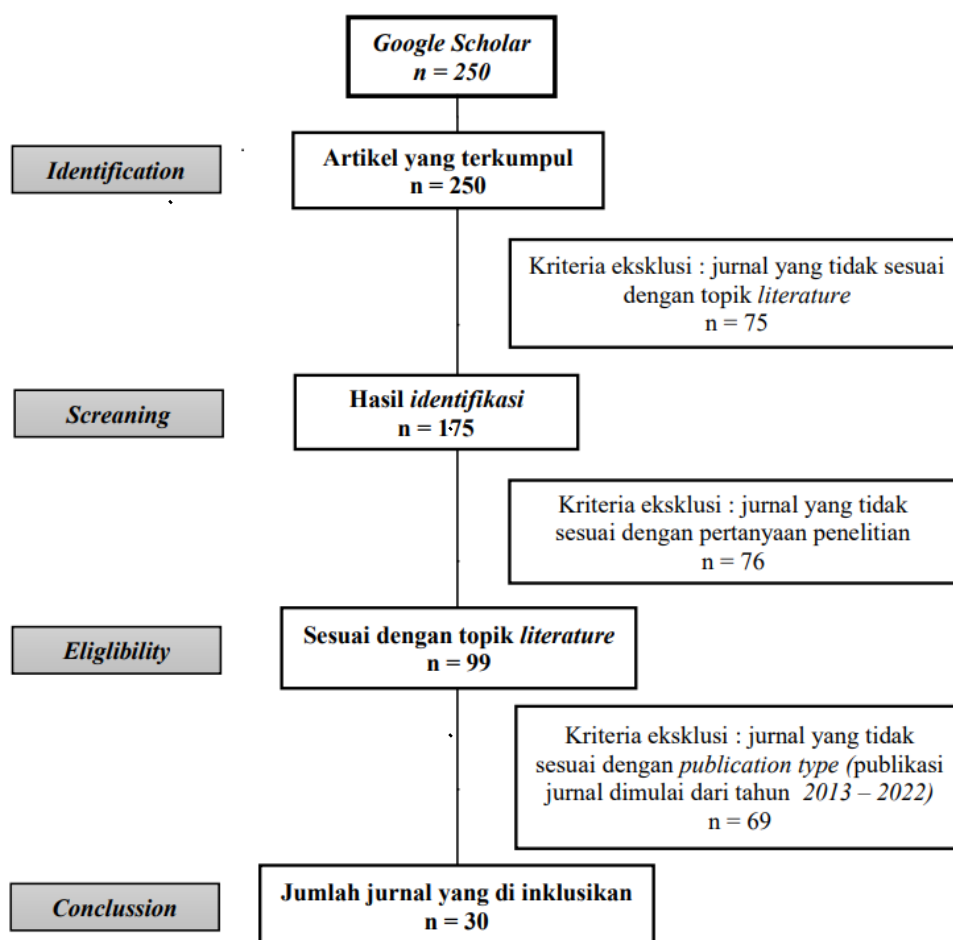 Google Scholar
n = 250
Identification
Artikel yang terkumpul
n = 250
Kriteria eksklusi : jurnal yang tidak sesuai
dengan topik literature
n = 75
Screaning
Hasil identifikasi
n = 175
Kriteria eksklusi : jurnal yang tidak
sesuai dengan pertanyaan penelitian
n = 76
Eliglibility
Sesuai dengan topik literature
n = 99
Kriteria eksklusi : jurnal yang tidak
sesuai dengan publication type (publikasi
jurnal dimulai dari tahun 2013 – 2022)
n = 69
Conclussion
Jumlah jurnal yang di inklusikan
n = 30